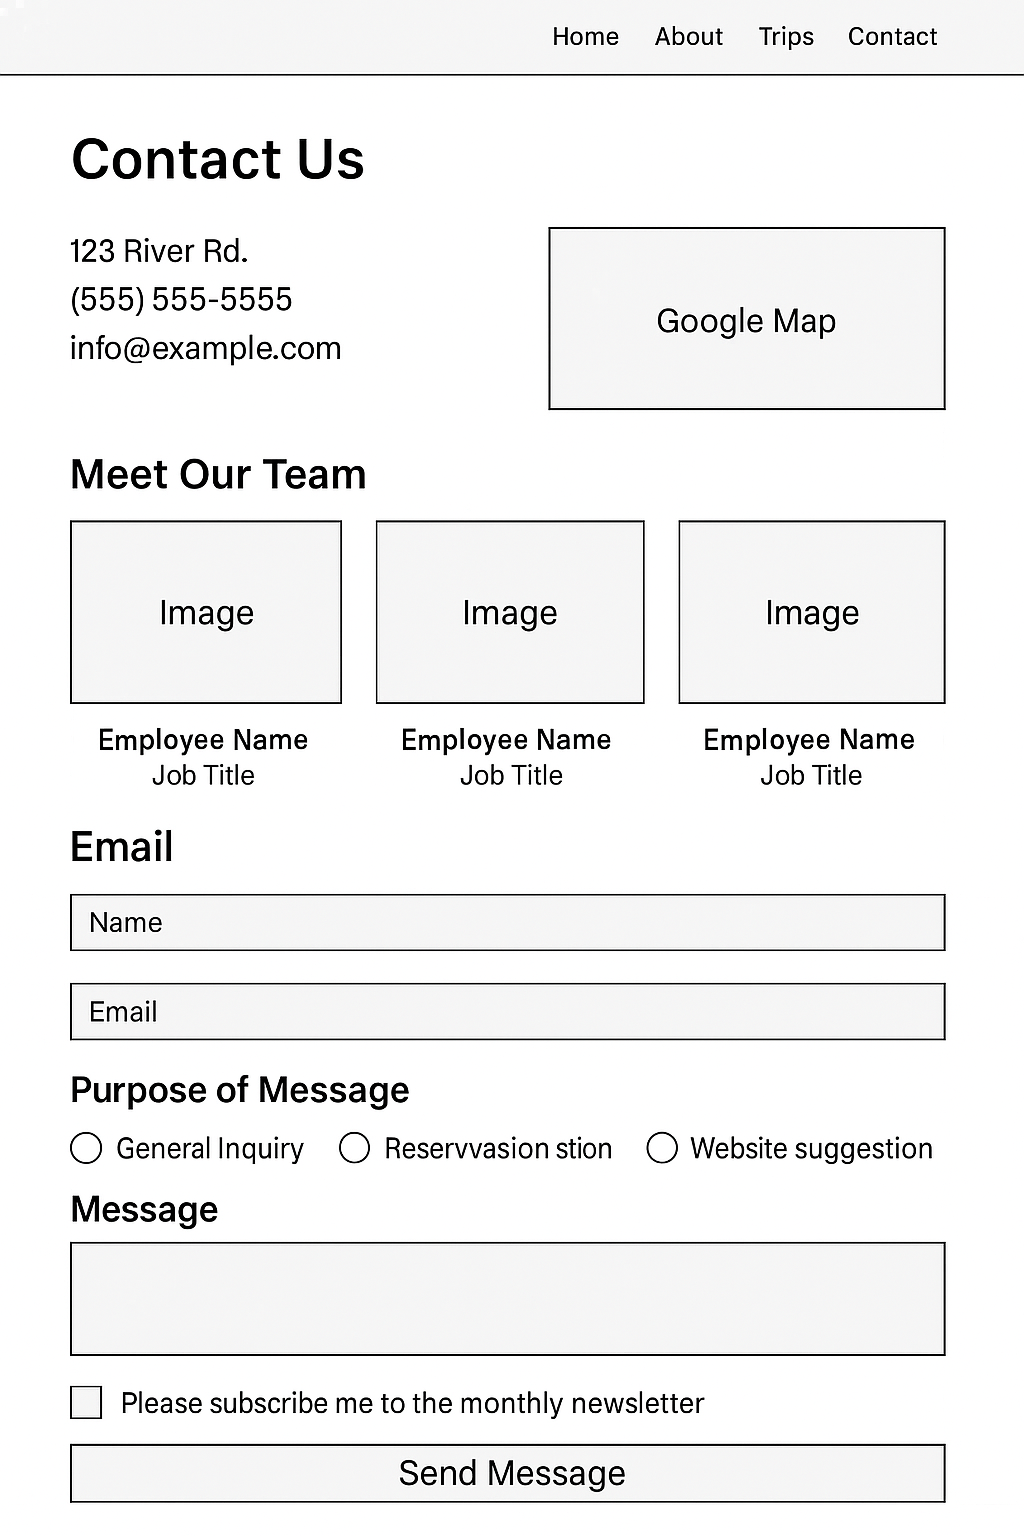 Home About Trips Contact
Contact Us
123 River Rd.
(555) 555-5555
info@example.com
Google Map
Meet Our Team
Image Image Image
Employee Name Employee Name Employee Name
Job Title Job Title Job Title
Email
Name
Email
Purpose of Message
General Inquiry Reservvasion stion Website suggestion
Message
Please subscribe me to the monthly newsletter
Send Message